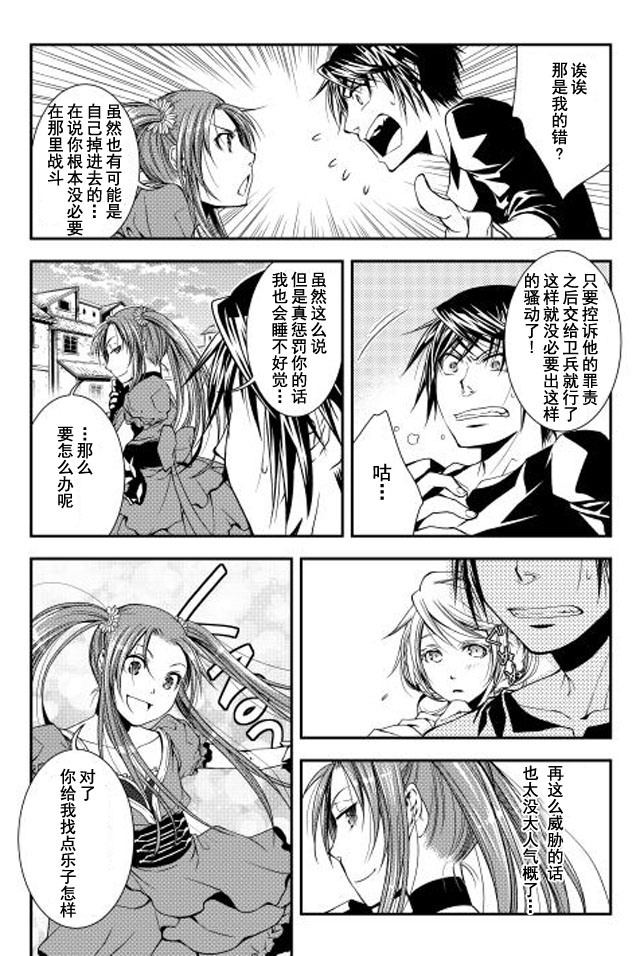 诶诶
那是我的错?
虽然也有可能是
自己掉进去的…
在说你根本没必要
在那里战斗
只要控诉他的罪责
之后交给卫兵就行了
这样就没必要出这样
的骚动了!
咕…
虽然这么说
但是真惩罚你的话
我也会睡不好觉…
…那么
要怎么办呢
再这么威胁的话
也太没大人气概了…
对了
你给我找点乐子怎样